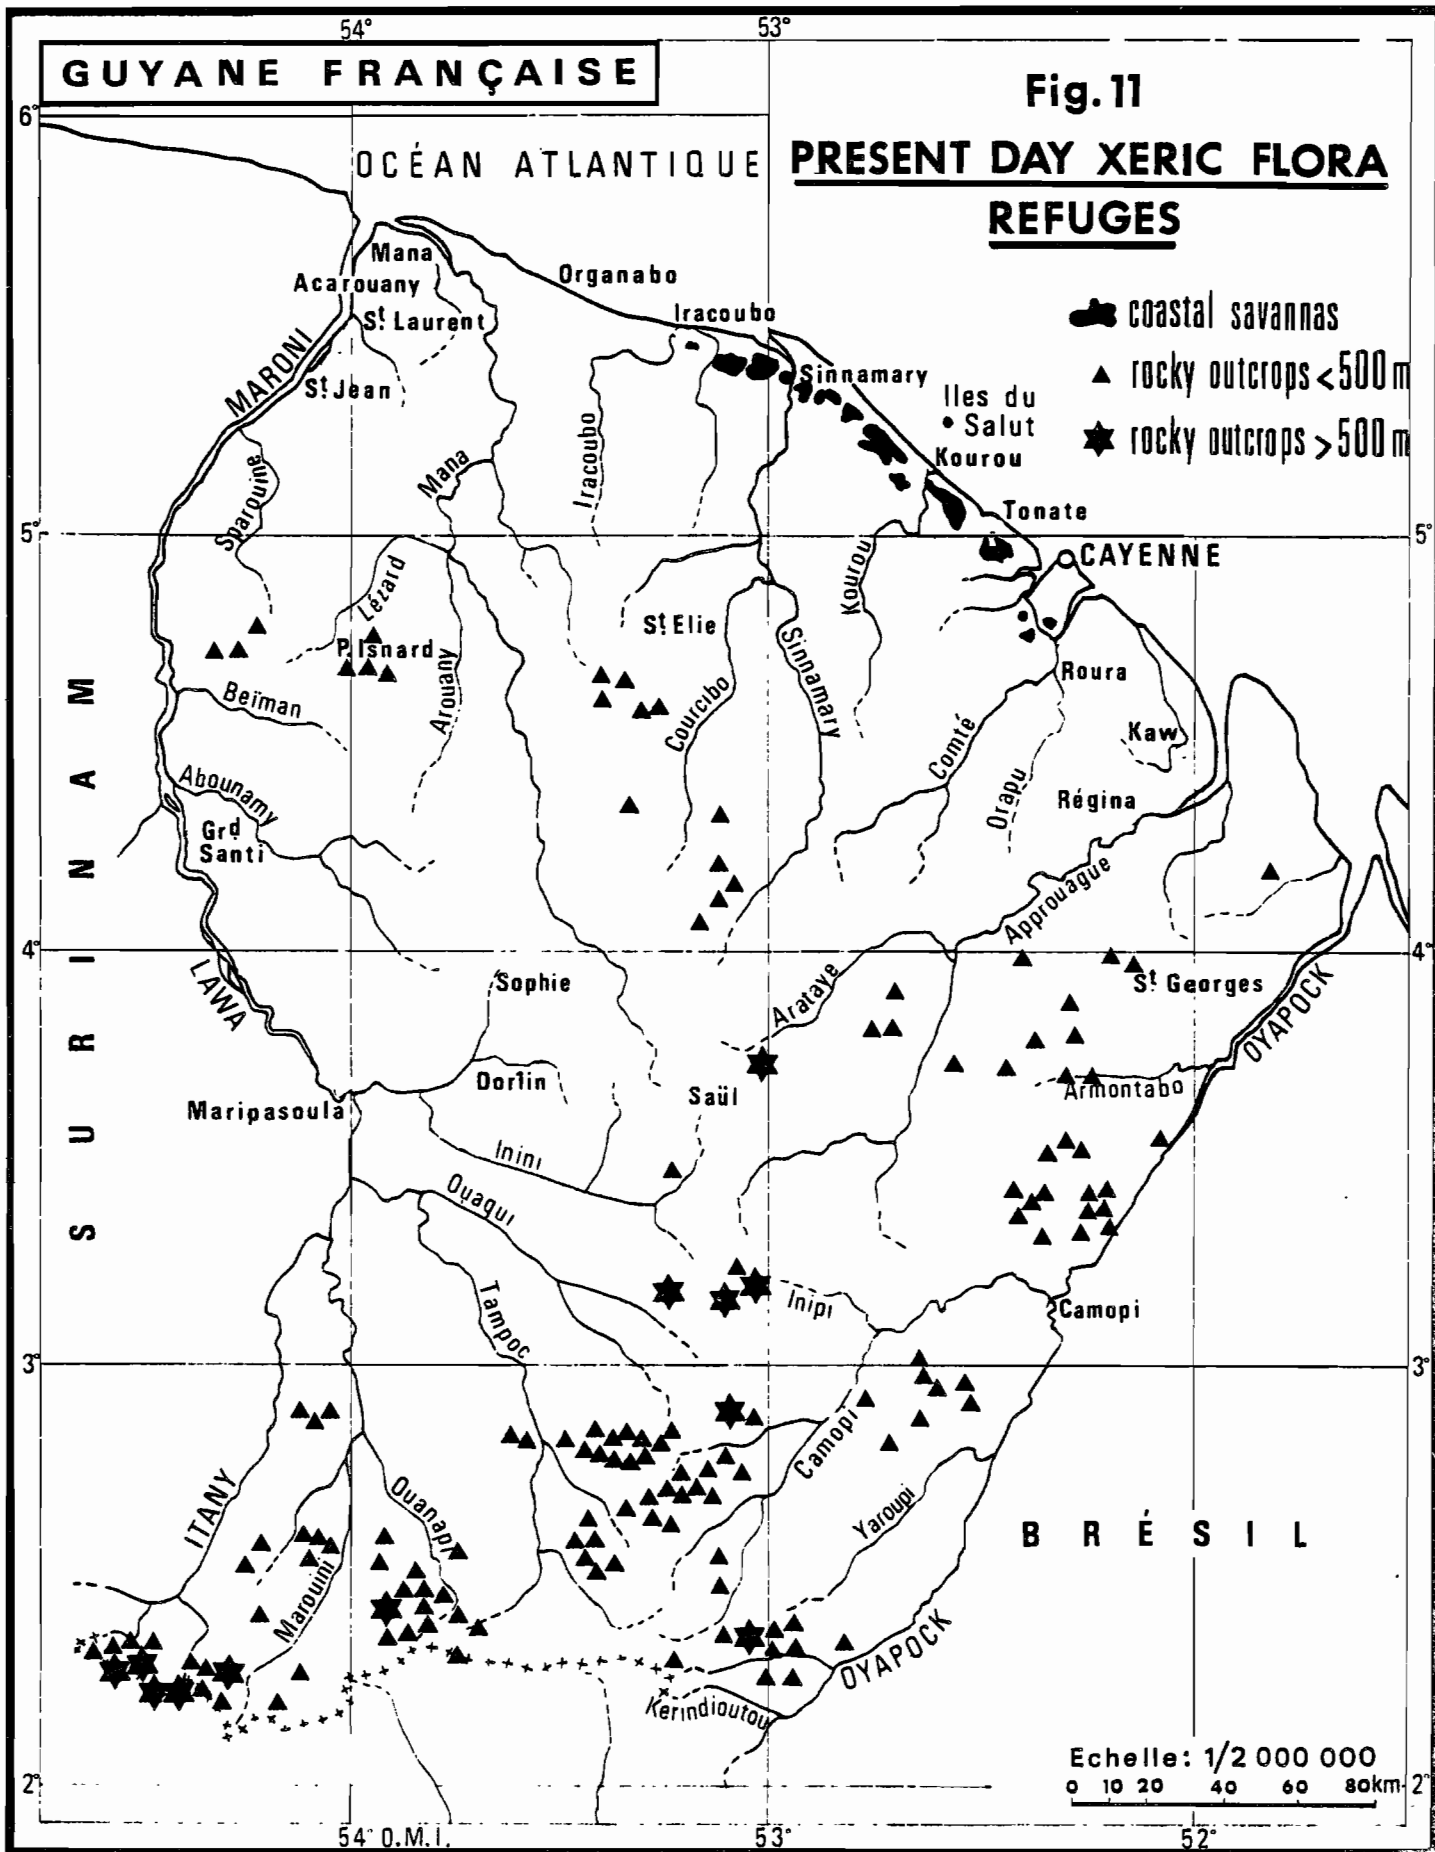 54°
53°
GUYANE FRANÇAISE
Fig. 11
6°
OCÉAN ATLANTIQUE
PRESENT DAY XERIC FLORA
REFUGES
Mana
Organabo
Acarouany
Iracoubo
coastal savannas
St Laurent
MARONI
St Jean
Sinnamary
rocky outcrops <500 m
Iles du
Salut
rocky outcrops >500 m
Iracoubo
Mana
Kourou
Sparouine
Tonate
5°
5°
CAYENNE
Lézard
Kourou
St Elie
Sinnamary
P. Isnard
Arouany
Roura
Beïman
Courcibo
Comté
Kaw
Abounamy
Orapu
Régina
Grd
Santi
Approuague
4°
4°
LAWA
Sophie
Arataye
St Georges
OYAPOCK
Dorlin
Saül
Armontabo
Maripasoula
Inini
Ouaqui
SURINAM
Tampoc
Inipi
Camopi
3°
3°
Camopi
ITANY
Ouanapi
Yaroupi
BRÉSIL
Marouini
OYAPOCK
Kerindioutou
Echelle: 1/2 000 000
0 10 20 40 60 80km
2°
2°
54° O.M.I.
53°
52°